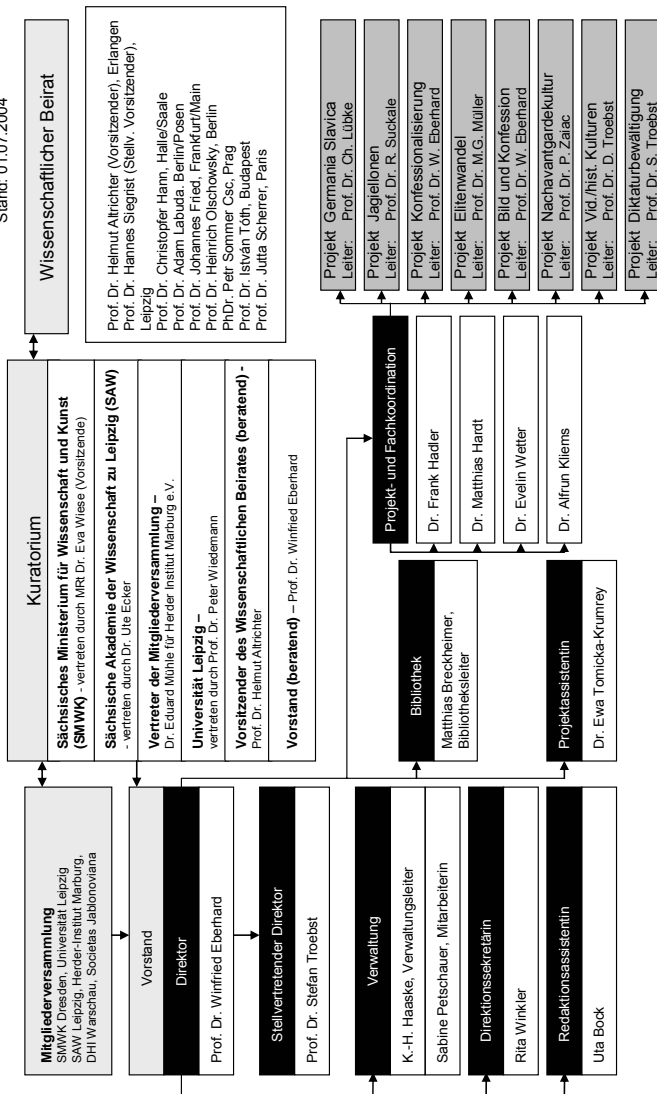 Stand: 01.07.2004
Mitgliederversammlung
SMWK Dresden, Universität Leipzig
SAW Leipzig, Herder-Institut Marburg,
DHI Warschau, Societas Jablonoviana
Kuratorium
Sächsisches Ministerium für Wissenschaft und Kunst
(SMWK) - vertreten durch MRt Dr. Eva Wiese (Vorsitzende)
Sächsische Akademie der Wissenschaft zu Leipzig (SAW)
- vertreten durch Dr. Ute Ecker
Vertreter der Mitgliederversammlung –
Dr. Eduard Mühle für Herder Institut Marburg e.V.
Universität Leipzig –
vertreten durch Prof. Dr. Peter Wiedemann
Vorsitzender des Wissenschaftlichen Beirates (beratend) -
Prof. Dr. Helmut Altrichter
Vorstand (beratend) – Prof. Dr. Winfried Eberhard
Wissenschaftlicher Beirat
Prof. Dr. Helmut Altrichter (Vorsitzender), Erlangen
Prof. Dr. Hannes Siegrist (Stellv. Vorsitzender),
Leipzig
Prof. Dr. Christopfer Hann, Halle/Saale
Prof. Dr. Adam Labuda. Berlin/Posen
Prof. Dr. Johannes Fried, Frankfurt/Main
Prof. Dr. Heinrich Olschowsky, Berlin
PhDr. Petr Sommer Csc, Prag
Prof. Dr. István Tóth, Budapest
Prof. Dr. Jutta Scherrer, Paris
Vorstand
Direktor
Prof. Dr. Winfried Eberhard
Stellvertretender Direktor
Prof. Dr. Stefan Troebst
Verwaltung
K.-H. Haaske, Verwaltungsleiter
Sabine Petschauer, Mitarbeiterin
Direktionssekretärin
Rita Winkler
Redaktionsassistentin
Uta Bock
Bibliothek
Matthias Breckheimer,
Bibliotheksleiter
Projektassistentin
Dr. Ewa Tomicka-Krumrey
Projekt- und Fachkoordination
Dr. Frank Hadler
Dr. Matthias Hardt
Dr. Evelin Wetter
Dr. Alfrun Kliems
Projekt Germania Slavica
Leiter: Prof. Dr. Ch. Lübke
Projekt Jagiellonen
Leiter: Prof. Dr. R. Suckale
Projekt Konfessionalisierung
Leiter: Prof. Dr. W. Eberhard
Projekt Elitenwandel
Leiter: Prof. Dr. M.G. Müller
Projekt Bild und Konfession
Leiter: Prof. Dr. W. Eberhard
Projekt Nachavantgardekultur
Leiter: Prof. Dr. P. Zajac
Projekt Vid./hist. Kulturen
Leiter: Prof. Dr. D. Troebst
Projekt Diktaturbewältigung
Leiter: Prof. Dr. S. Troebst